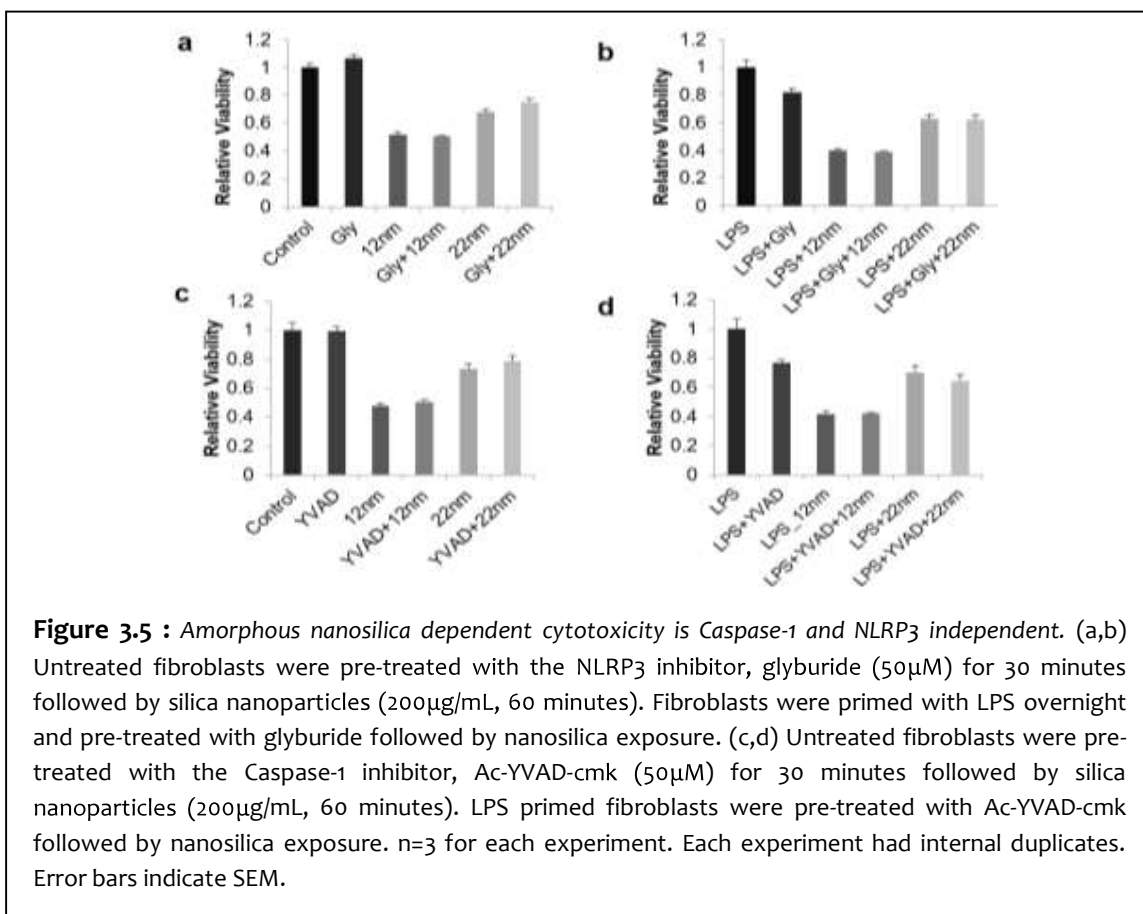 a
Relative Viability
1.2
1
0.8
0.6
0.4
0.2
0
Control
Gly
12nm
Gly+12nm
22nm
Gly+22nm
b
Relative Viability
1.2
1
0.8
0.6
0.4
0.2
0
LPS
LPS+Gly
LPS+12nm
LPS+Gly+12nm
LPS+22nm
LPS+Gly+22nm
c
Relative Viability
1.2
1
0.8
0.6
0.4
0.2
0
Control
YVAD
12nm
YVAD+12nm
22nm
YVAD+22nm
d
Relative Viability
1.2
1
0.8
0.6
0.4
0.2
0
LPS
LPS+YVAD
LPS_12nm
LPS+YVAD+12nm
LPS+22nm
LPS+YVAD+22nm
Figure 3.5 : Amorphous nanosilica dependent cytotoxicity is Caspase-1 and NLRP3 independent. (a,b)
Untreated fibroblasts were pre-treated with the NLRP3 inhibitor, glyburide (50µM) for 30 minutes
followed by silica nanoparticles (200µg/mL, 60 minutes). Fibroblasts were primed with LPS overnight
and pre-treated with glyburide followed by nanosilica exposure. (c,d) Untreated fibroblasts were pre-
treated with the Caspase-1 inhibitor, Ac-YVAD-cmk (50µM) for 30 minutes followed by silica
nanoparticles (200µg/mL, 60 minutes). LPS primed fibroblasts were pre-treated with Ac-YVAD-cmk
followed by nanosilica exposure. n=3 for each experiment. Each experiment had internal duplicates.
Error bars indicate SEM.